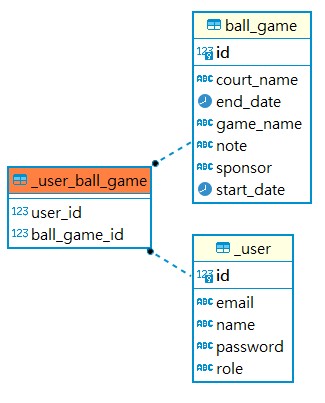 ball_game
123 id
ABC court_name
end_date
ABC game_name
ABC note
ABC sponsor
start_date
_user_ball_game
123 user_id
123 ball_game_id
_user
123 id
ABC email
ABC name
ABC password
ABC role